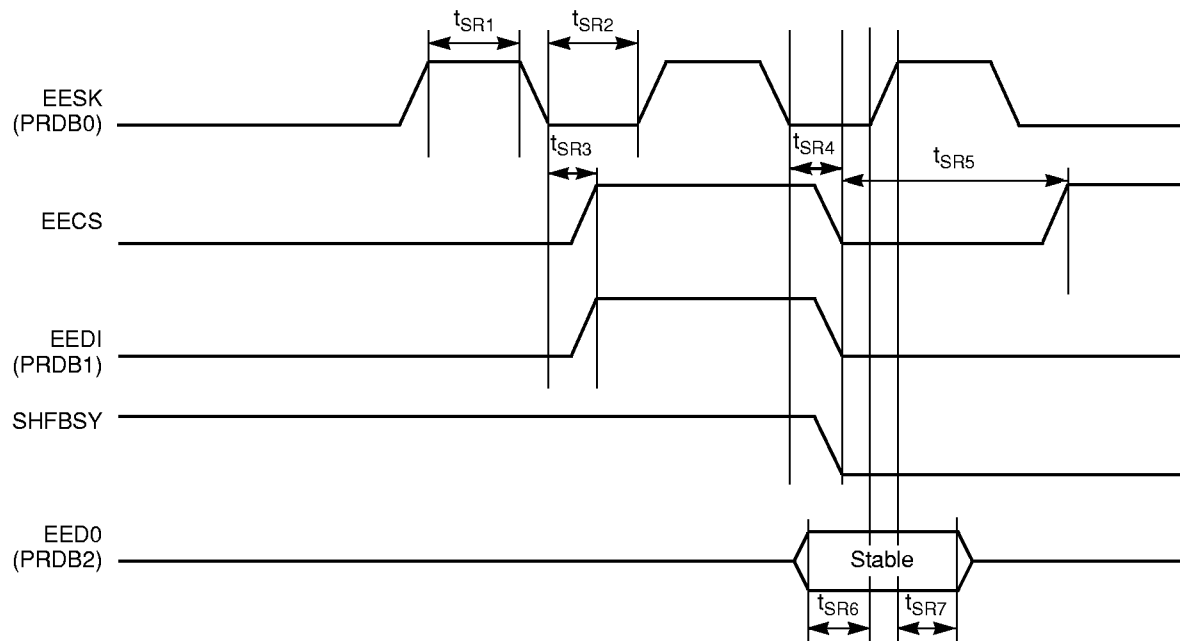 tSR1
tSR2
EESK
(PRDB0)
tSR3
tSR4
tSR5
EECS
EEDI
(PRDB1)
SHFBSY
EED0
(PRDB2)
Stable
tSR6
tSR7